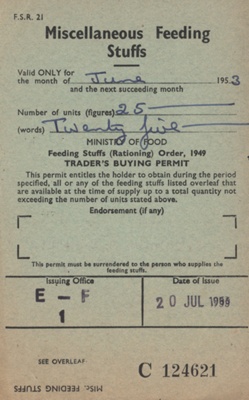 F.S.R. 21
Miscellaneous Feeding
Stuffs
Valid ONLY for
the month of June 1953
and the next succeeding month
Number of units (figures) 25
(words) Twenty five
MINISTRY OF FOOD
Feeding Stuffs (Rationing) Order, 1949
TRADER'S BUYING PERMIT
This permit entitles the holder to obtain during the period
specified, all or any of the feeding stuffs listed overleaf that
are available at the time of supply up to a total quantity not
exceeding the number of units stated above.
Endorsement (if any)
This permit must be surrendered to the person who supplies the
feeding stuffs.
Issuing Office
Date of Issue
E - F
1
20 JUL
SEE OVERLEAF
C 124621
MISC FEEDING STUFFS